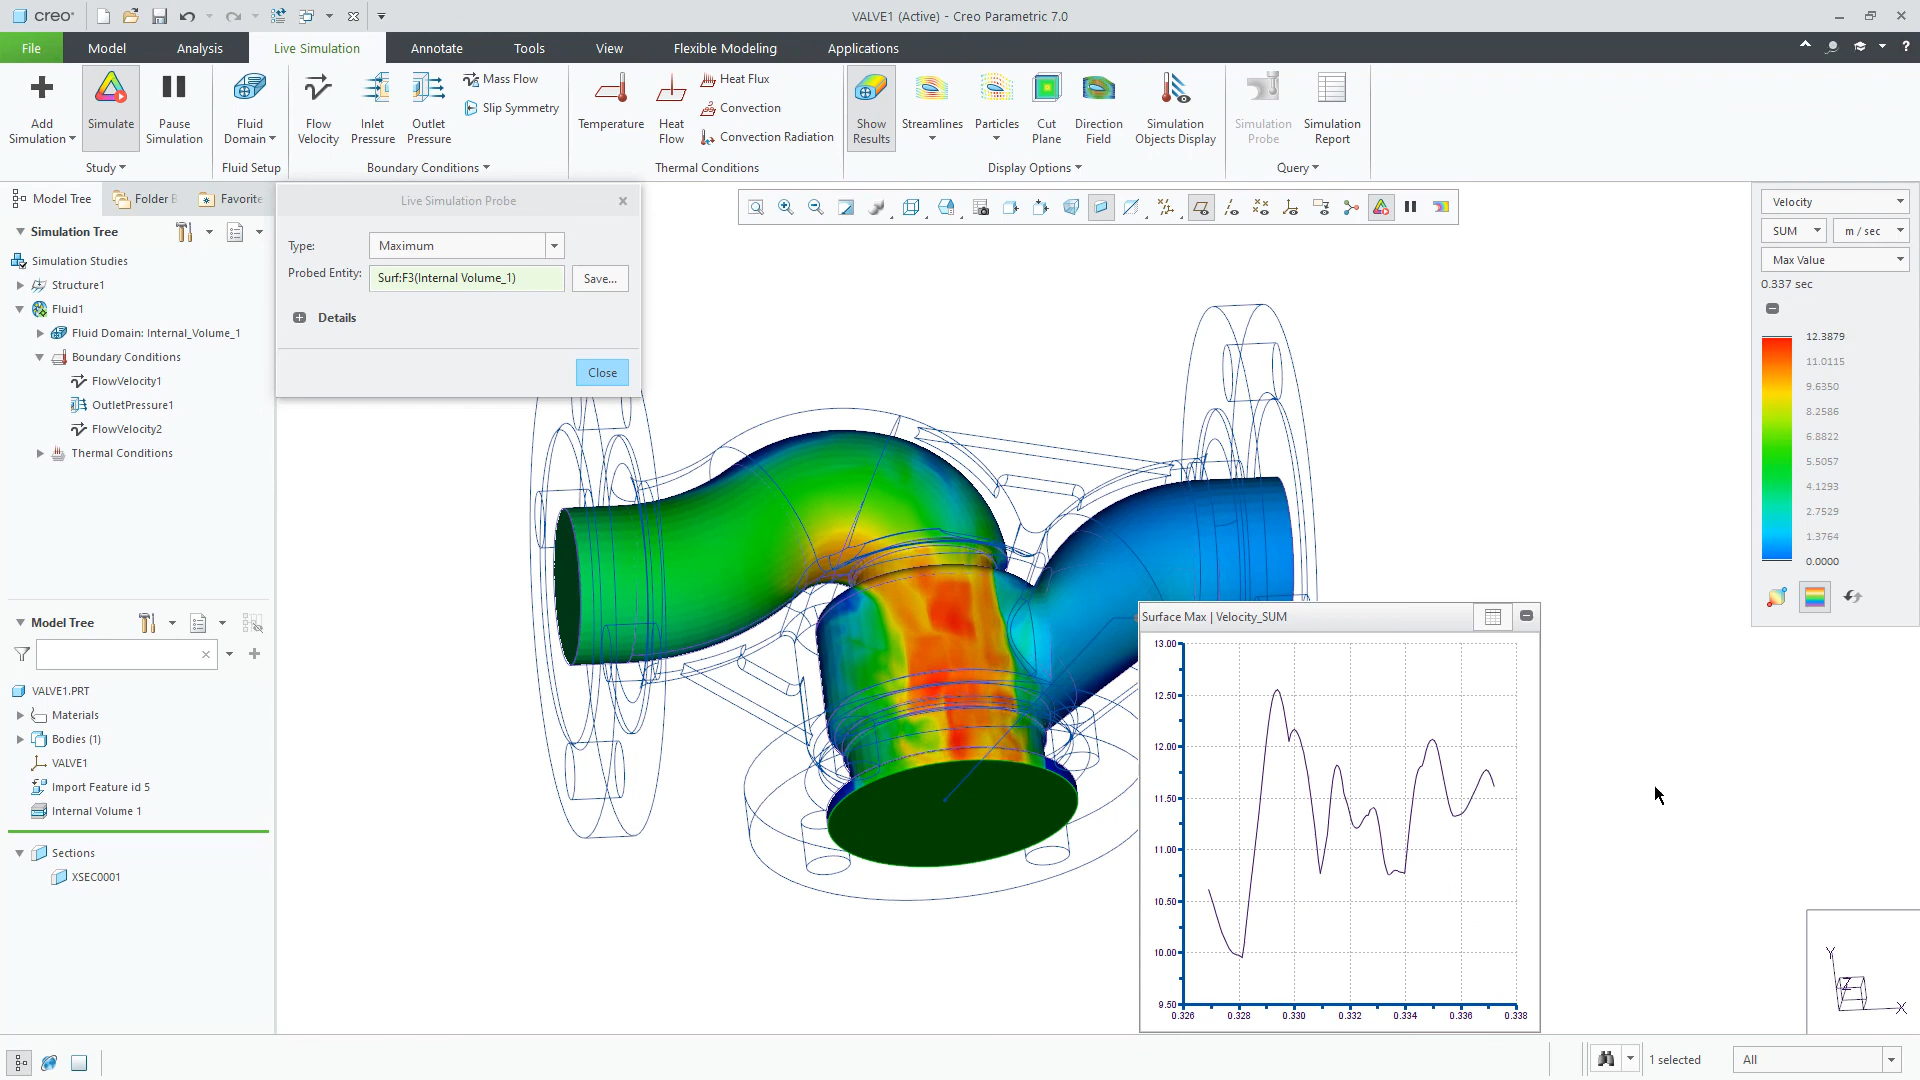 creo
VALVE1 (Active) - Creo Parametric 7.0
File
Model
Analysis
Live Simulation
Annotate
Tools
View
Flexible Modeling
Applications
Add
Simulation
Simulate
Pause
Simulation
Study
Fluid
Domain
Fluid Setup
Flow
Velocity
Inlet
Pressure
Outlet
Pressure
Mass Flow
Slip Symmetry
Boundary Conditions
Temperature
Heat
Flow
Heat Flux
Convection
Convection Radiation
Thermal Conditions
Show
Results
Streamlines
Particles
Cut
Plane
Direction
Field
Simulation
Objects Display
Display Options
Simulation
Probe
Simulation
Report
Query
Model Tree
Folder B
Favorite
Simulation Tree
Simulation Studies
Structure1
Fluid1
Fluid Domain: Internal_Volume_1
Boundary Conditions
FlowVelocity1
OutletPressure1
FlowVelocity2
Thermal Conditions
Model Tree
VALVE1.PRT
Materials
Bodies (1)
VALVE1
Import Feature id 5
Internal Volume 1
Sections
XSEC0001
Live Simulation Probe
Type:
Maximum
Probed Entity:
Surf:F3(Internal Volume_1)
Save...
Details
Close
Velocity
SUM
m / sec
Max Value
0.337 sec
12.3879
11.0115
9.6350
8.2586
6.8822
5.5057
4.1293
2.7529
1.3764
0.0000
Surface Max | Velocity_SUM
13.00
12.50
12.00
11.50
11.00
10.50
10.00
9.50
0.326
0.328
0.330
0.332
0.334
0.336
0.338
Y
Z
X
1 selected
All